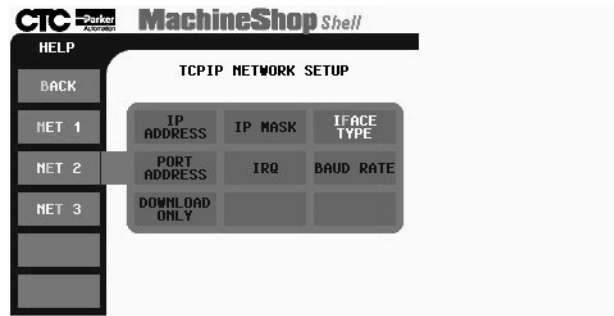 CTC Parker Automation
MachineShop Shell
HELP
TCPIP NETWORK SETUP
BACK
NET 1
NET 2
NET 3
IP ADDRESS
IP MASK
IFACE TYPE
PORT ADDRESS
IRQ
BAUD RATE
DOWNLOAD ONLY